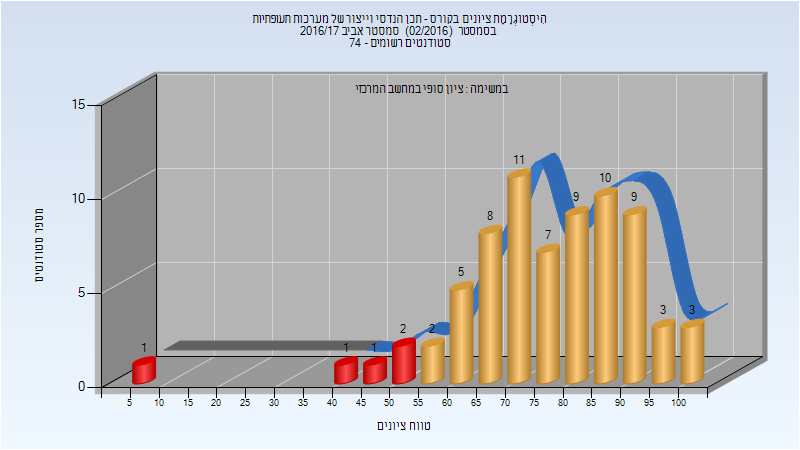 הִיסְטוֹגְרָמַת ציונים בקורס - תכן הנדסי וייצור של מערכות תעופתיות
בסמסטר (02/2016) סמסטר אביב 2016/17
סטודנטים רשומים - 74
במשימה : ציון סופי במחשב המרכזי
מספר סטודנטים
15
10
5
0
1
1
1
2
2
5
8
11
7
9
10
9
3
3
5 10 15 20 25 30 35 40 45 50 55 60 65 70 75 80 85 90 95 100
טווח ציונים